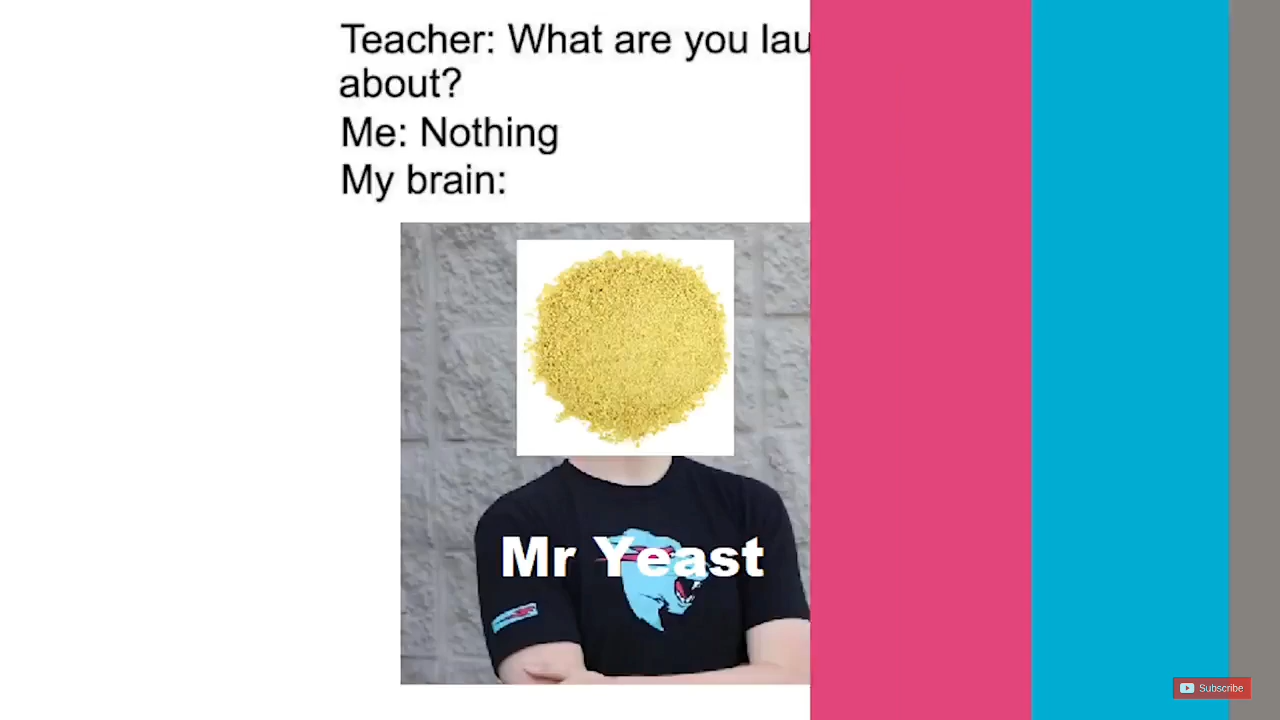 Teacher: What are you lau
about?
Me: Nothing
My brain:
Mr Yeast
Subscribe